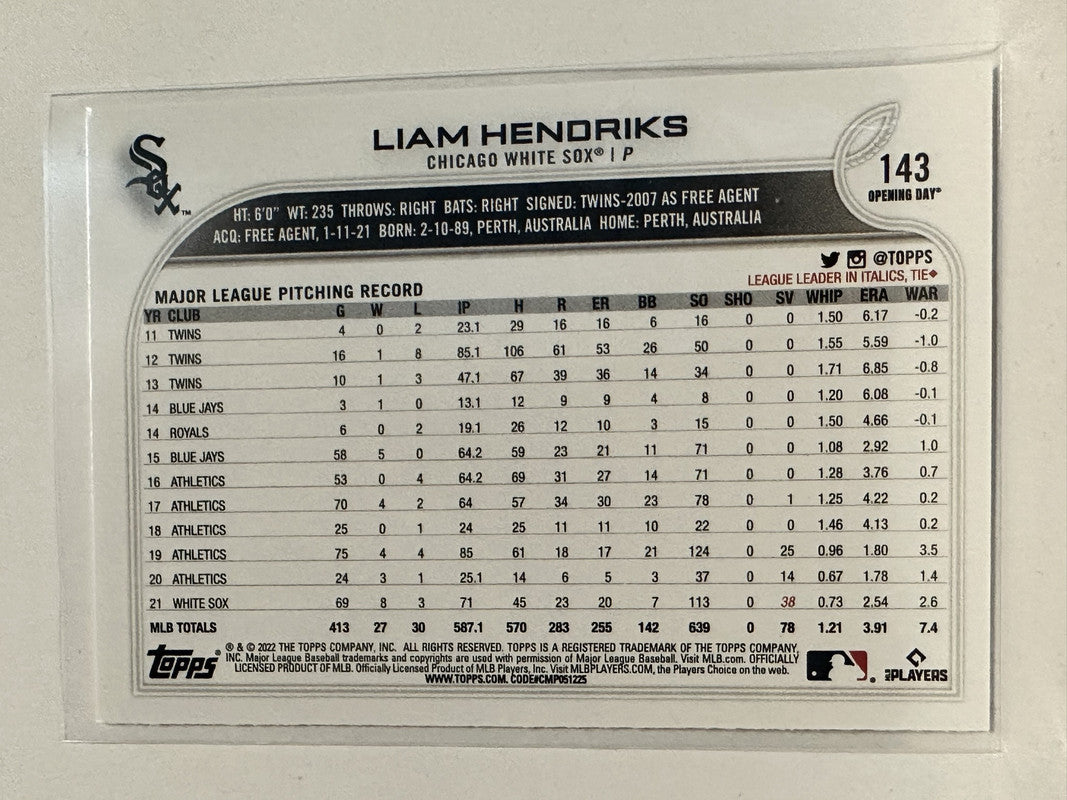 Sox™
LIAM HENDRIKS
CHICAGO WHITE SOX® | P
143
OPENING DAY®
HT: 6'0" WT: 235 THROWS: RIGHT BATS: RIGHT SIGNED: TWINS-2007 AS FREE AGENT
ACQ: FREE AGENT, 1-11-21 BORN: 2-10-89, PERTH, AUSTRALIA HOME: PERTH, AUSTRALIA
@TOPPS
LEAGUE LEADER IN ITALICS, TIE◆
MAJOR LEAGUE PITCHING RECORD
YR CLUB G W L IP H R ER BB SO SHO SV WHIP ERA WAR
11 TWINS 4 0 2 23.1 29 16 16 6 16 0 0 1.50 6.17 -0.2
12 TWINS 16 1 8 85.1 106 61 53 26 50 0 0 1.55 5.59 -1.0
13 TWINS 10 1 3 47.1 67 39 36 14 34 0 0 1.71 6.85 -0.8
14 BLUE JAYS 3 1 0 13.1 12 9 9 4 8 0 0 1.20 6.08 -0.1
14 ROYALS 6 0 2 19.1 26 12 10 3 15 0 0 1.50 4.66 -0.1
15 BLUE JAYS 58 5 0 64.2 59 23 21 11 71 0 0 1.08 2.92 1.0
16 ATHLETICS 53 0 4 64.2 69 31 27 14 71 0 0 1.28 3.76 0.7
17 ATHLETICS 70 4 2 64 57 34 30 23 78 0 1 1.25 4.22 0.2
18 ATHLETICS 25 0 1 24 25 11 11 10 22 0 0 1.46 4.13 0.2
19 ATHLETICS 75 4 4 85 61 18 17 21 124 0 25 0.96 1.80 3.5
20 ATHLETICS 24 3 1 25.1 14 6 5 3 37 0 14 0.67 1.78 1.4
21 WHITE SOX 69 8 3 71 45 23 20 7 113 0 38 0.73 2.54 2.6
MLB TOTALS 413 27 30 587.1 570 283 255 142 639 0 78 1.21 3.91 7.4
Topps®
® & © 2022 THE TOPPS COMPANY, INC. ALL RIGHTS RESERVED. TOPPS IS A REGISTERED TRADEMARK OF THE TOPPS COMPANY,
INC. Major League Baseball trademarks and copyrights are used with permission of Major League Baseball. Visit MLB.com. OFFICIALLY
LICENSED PRODUCT OF MLB. Officially Licensed Product of MLB Players, Inc. Visit MLBPLAYERS.COM, the Players Choice on the web.
WWW.TOPPS.COM. CODE#CMP051225
MLB PLAYERS